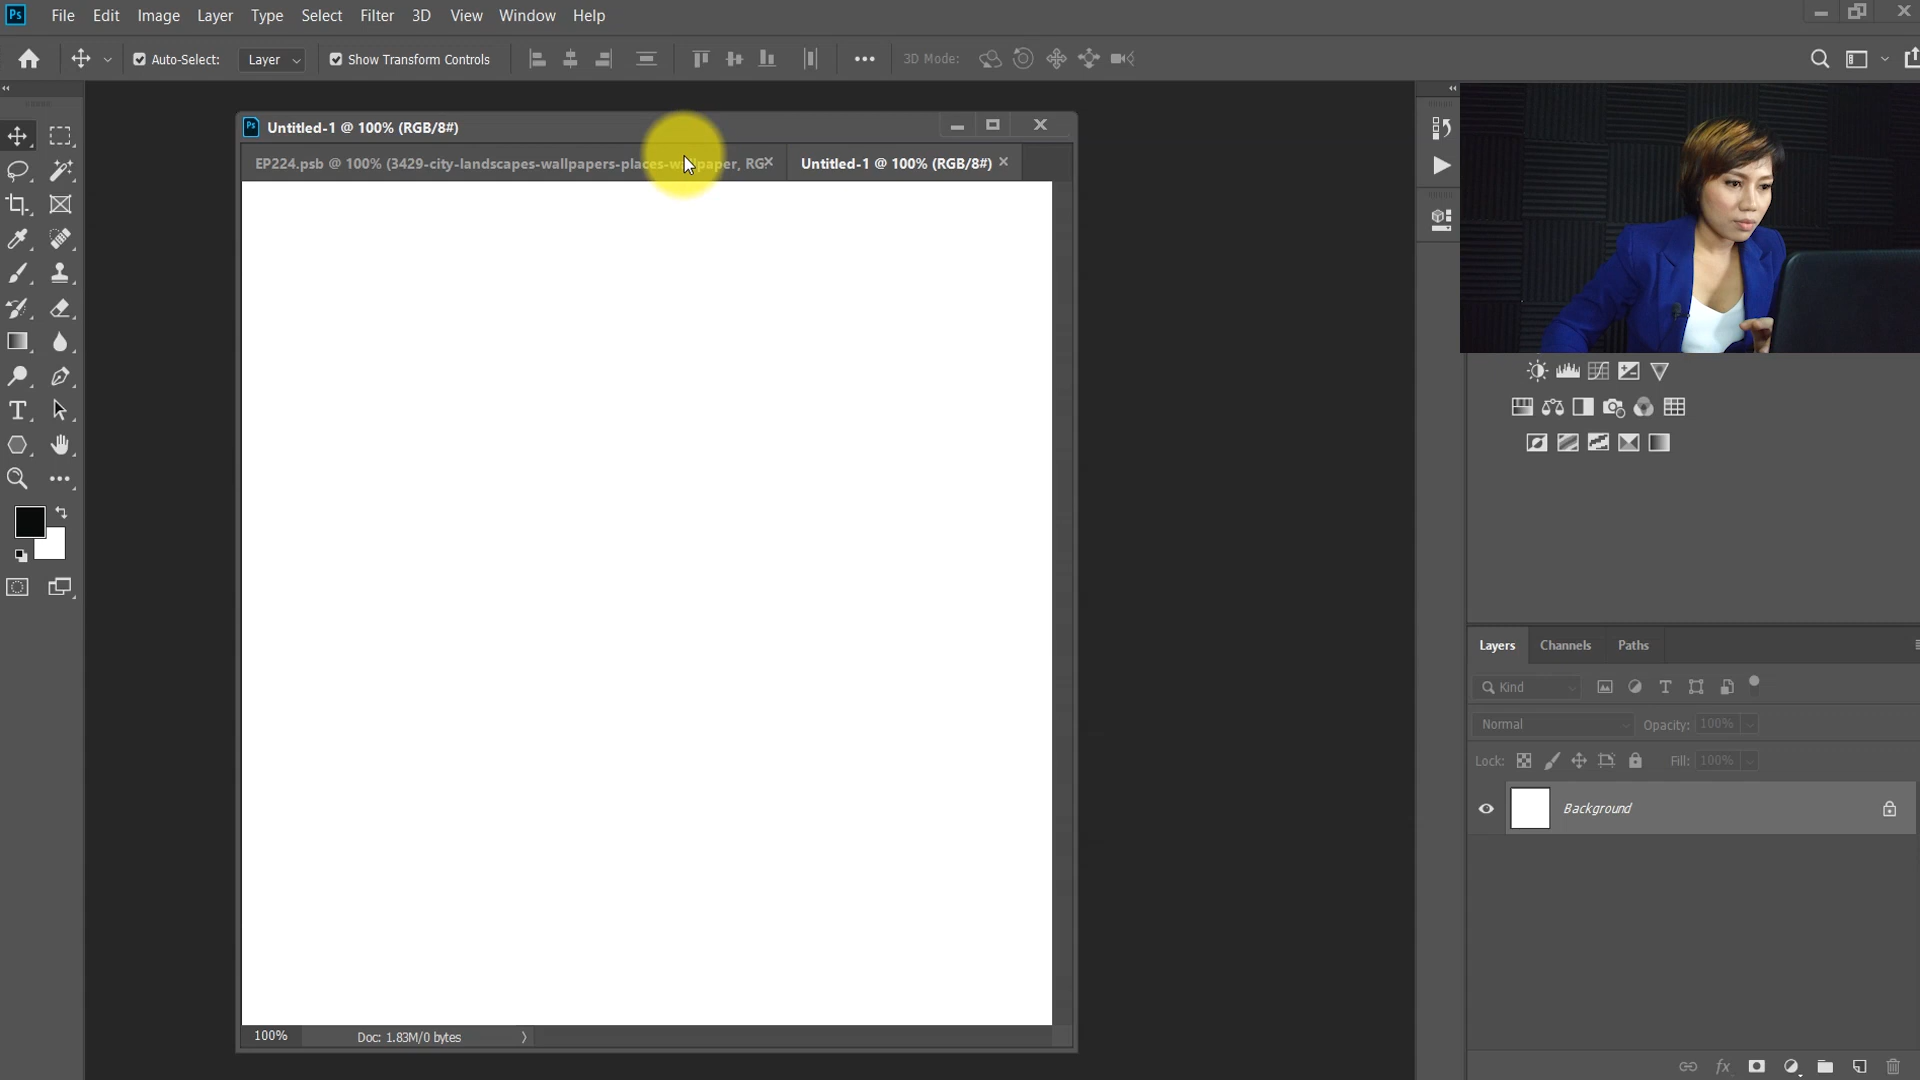 Ps File Edit Image Layer Type Select Filter 3D View Window Help
Auto-Select: Layer Show Transform Controls 3D Mode:
Ps Untitled-1 @ 100% (RGB/8#)
EP224.psb @ 100% (3429-city-landscapes-wallpapers-places-wallpaper, RG Untitled-1 @ 100% (RGB/8#)
Layers Channels Paths
Kind
Normal Opacity: 100%
Lock: Fill: 100%
Background
100% Doc: 1.83M/0 bytes
fx